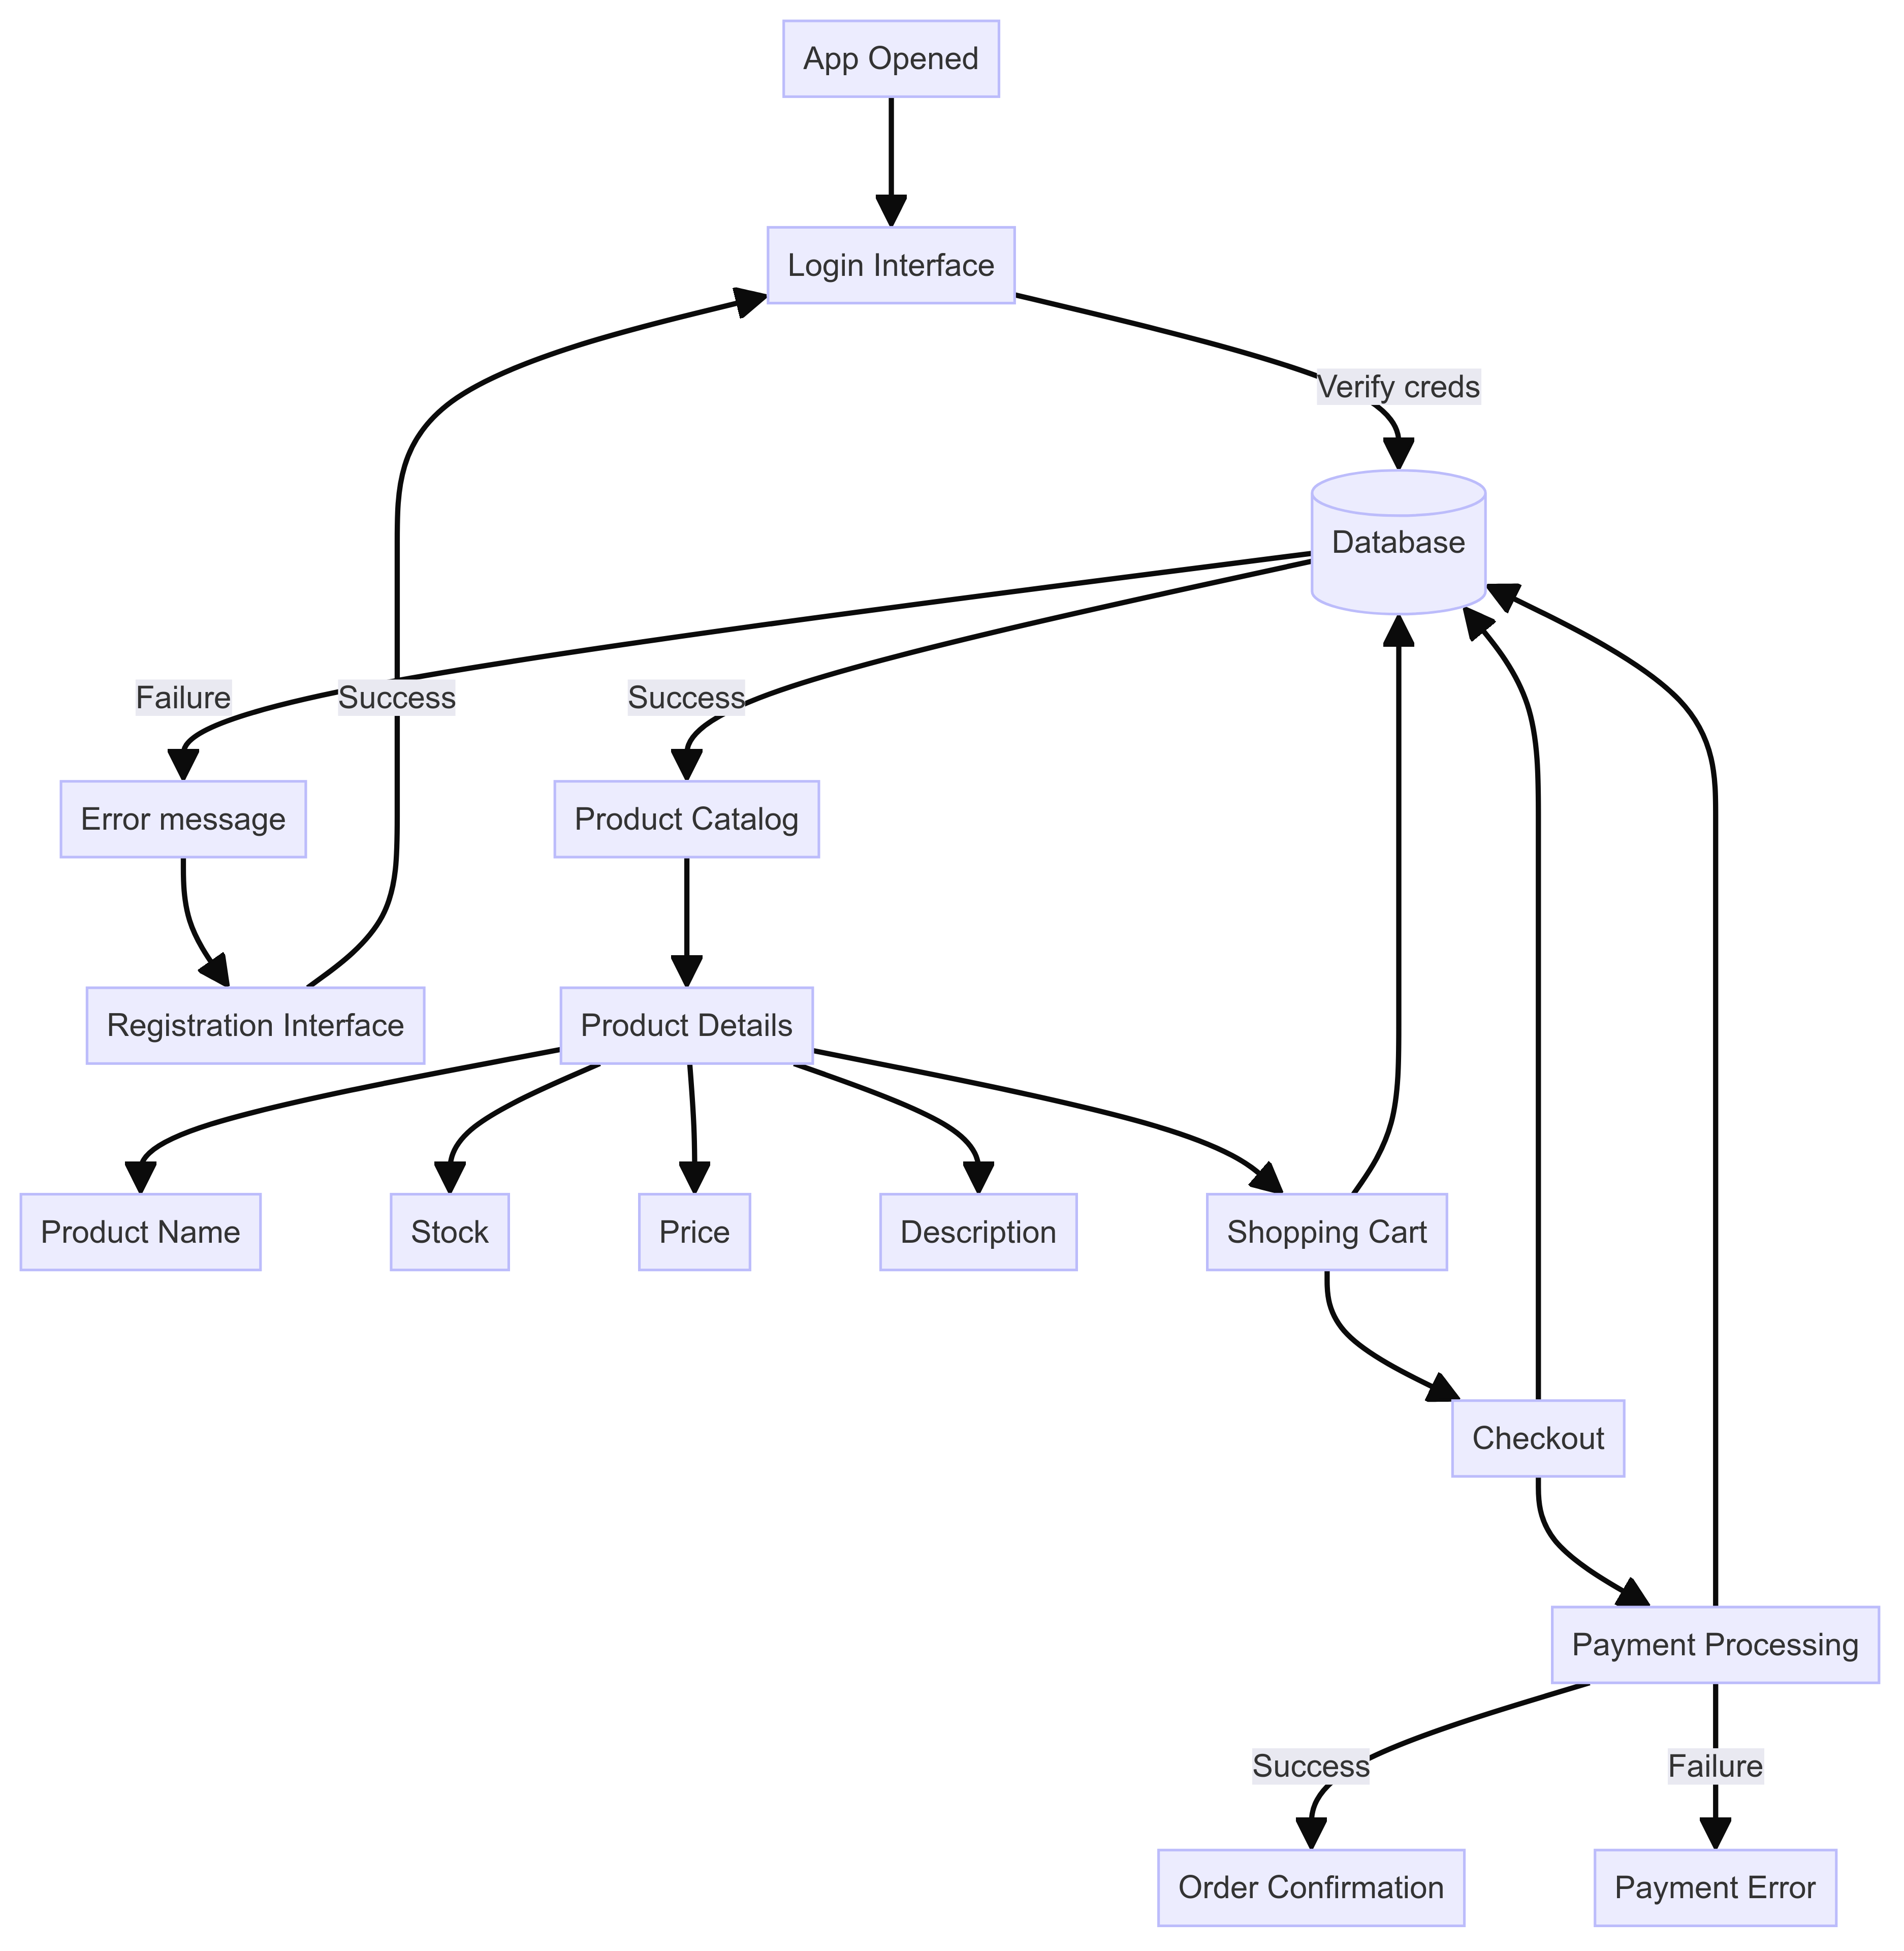 App Opened
Login Interface
Verify creds
Database
Failure
Success
Success
Error message
Product Catalog
Registration Interface
Product Details
Product Name
Stock
Price
Description
Shopping Cart
Checkout
Payment Processing
Success
Failure
Order Confirmation
Payment Error